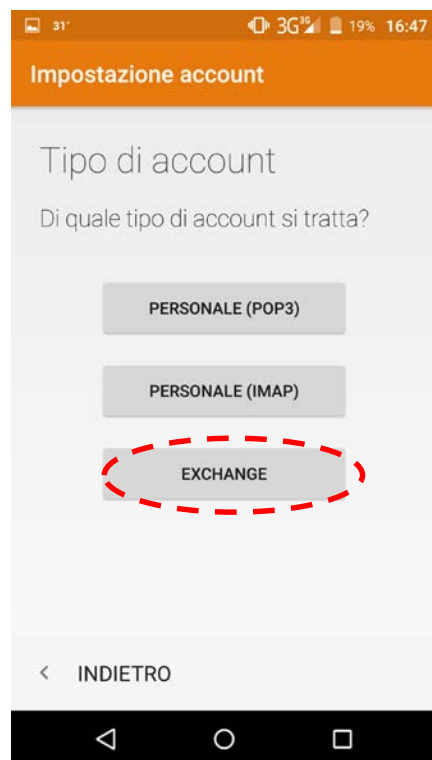 31° 3G 3G 19% 16:47
Impostazione account
Tipo di account
Di quale tipo di account si tratta?
PERSONALE (POP3)
PERSONALE (IMAP)
EXCHANGE
< INDIETRO